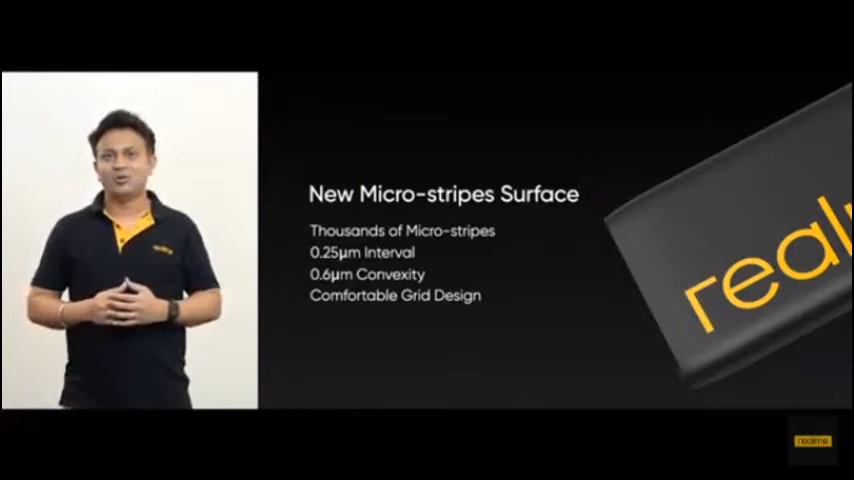 New Micro-stripes Surface
Thousands of Micro-stripes
0.25μm Interval
0.6μm Convexity
Comfortable Grid Design
realm
realme
realme